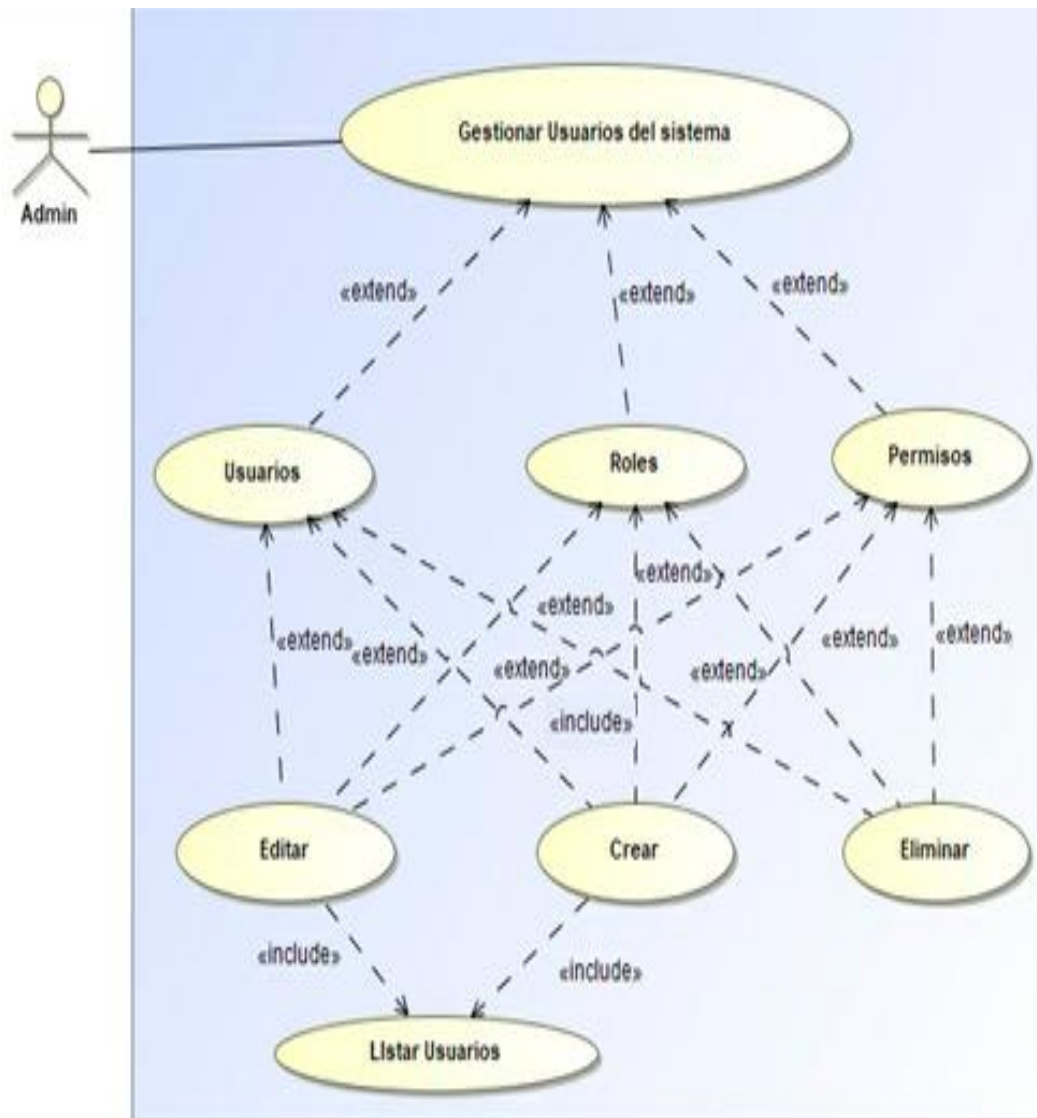 Gestionar Usuarios del sistema
Admin
«extend»
«extend»
«extend»
Usuarios
Roles
Permisos
«extend»
«extend»
«extend»
«extend»
«extend»
«extend»
«extend»
«extend»
«include»
Editar
Crear
Eliminar
«include»
«include»
LIstar Usuarios